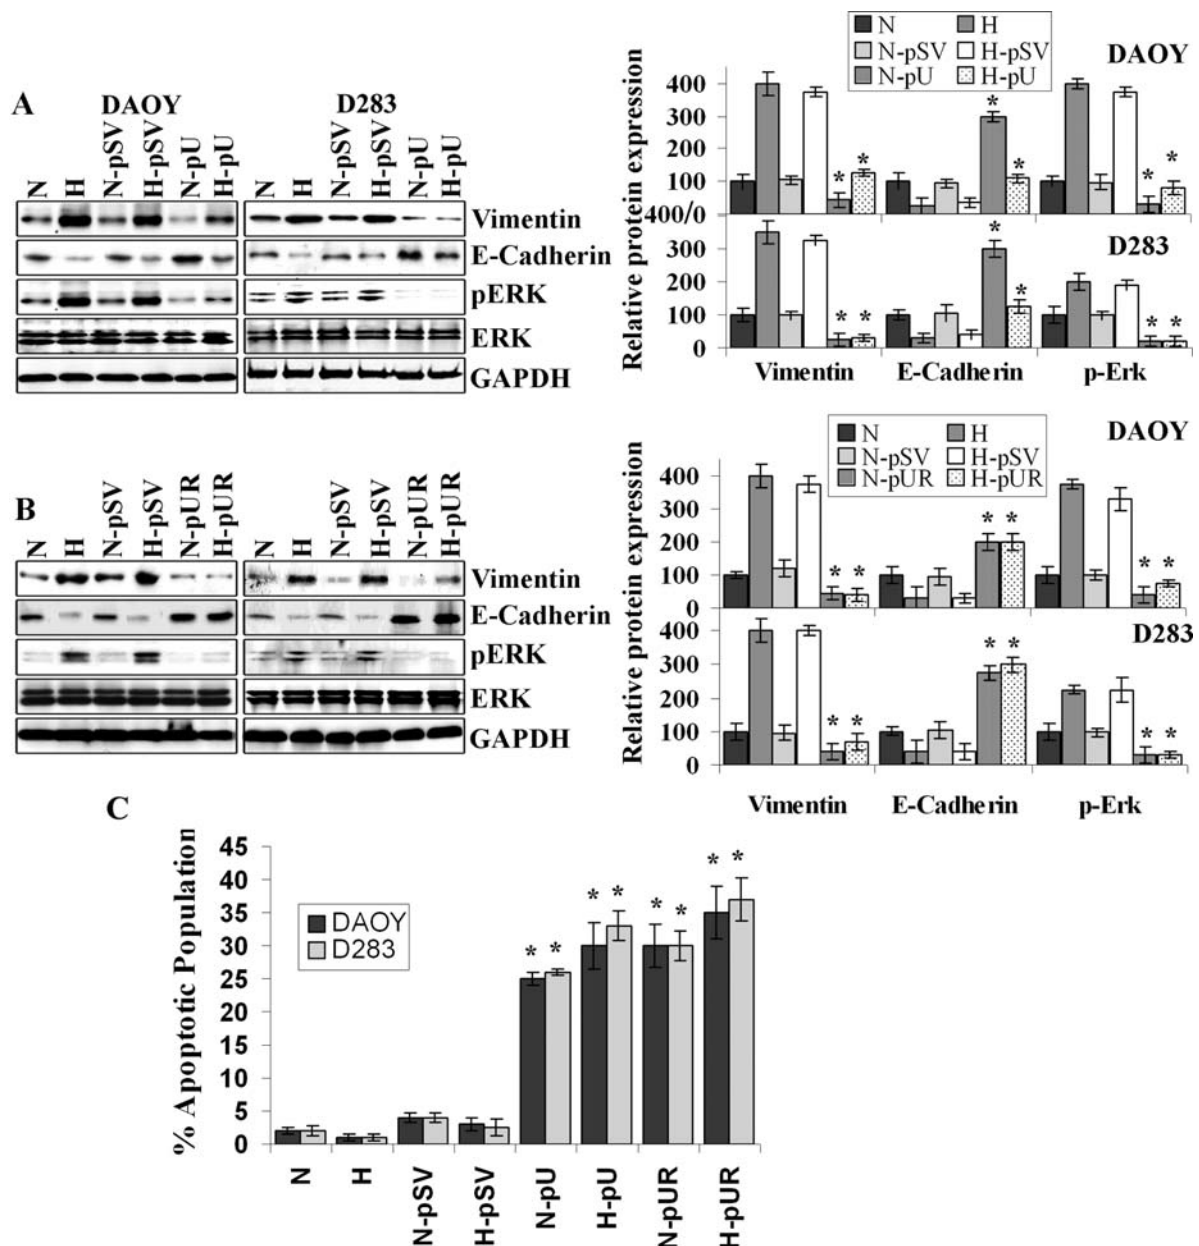 A
DAOY
D283
N
H
N-pSV
H-pSV
N-pU
H-pU
N
H
N-pSV
H-pSV
N-pU
H-pU
Vimentin
E-Cadherin
pERK
ERK
GAPDH
N
H
N-pSV
H-pSV
N-pU
H-pU
DAOY
Relative protein expression
400
300
200
100
400/0
300
200
100
0
* * * * * *
D283
* * * * * *
Vimentin E-Cadherin p-Erk
B
N
H
N-pSV
H-pSV
N-pUR
H-pUR
N
H
N-pSV
H-pSV
N-pUR
H-pUR
Vimentin
E-Cadherin
pERK
ERK
GAPDH
N
H
N-pSV
H-pSV
N-pUR
H-pUR
DAOY
Relative protein expression
400
300
200
100
0
400
300
200
100
0
* * * * * *
D283
* * * * * *
Vimentin E-Cadherin p-Erk
C
% Apoptotic Population
45
40
35
30
25
20
15
10
5
0
DAOY
D283
* * * * * * * *
N
H
N-pSV
H-pSV
N-pU
H-pU
N-pUR
H-pUR